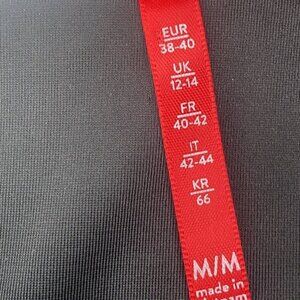 EUR
38-40
UK
12-14
FR
40-42
IT
42-44
KR
66
M/M
made in